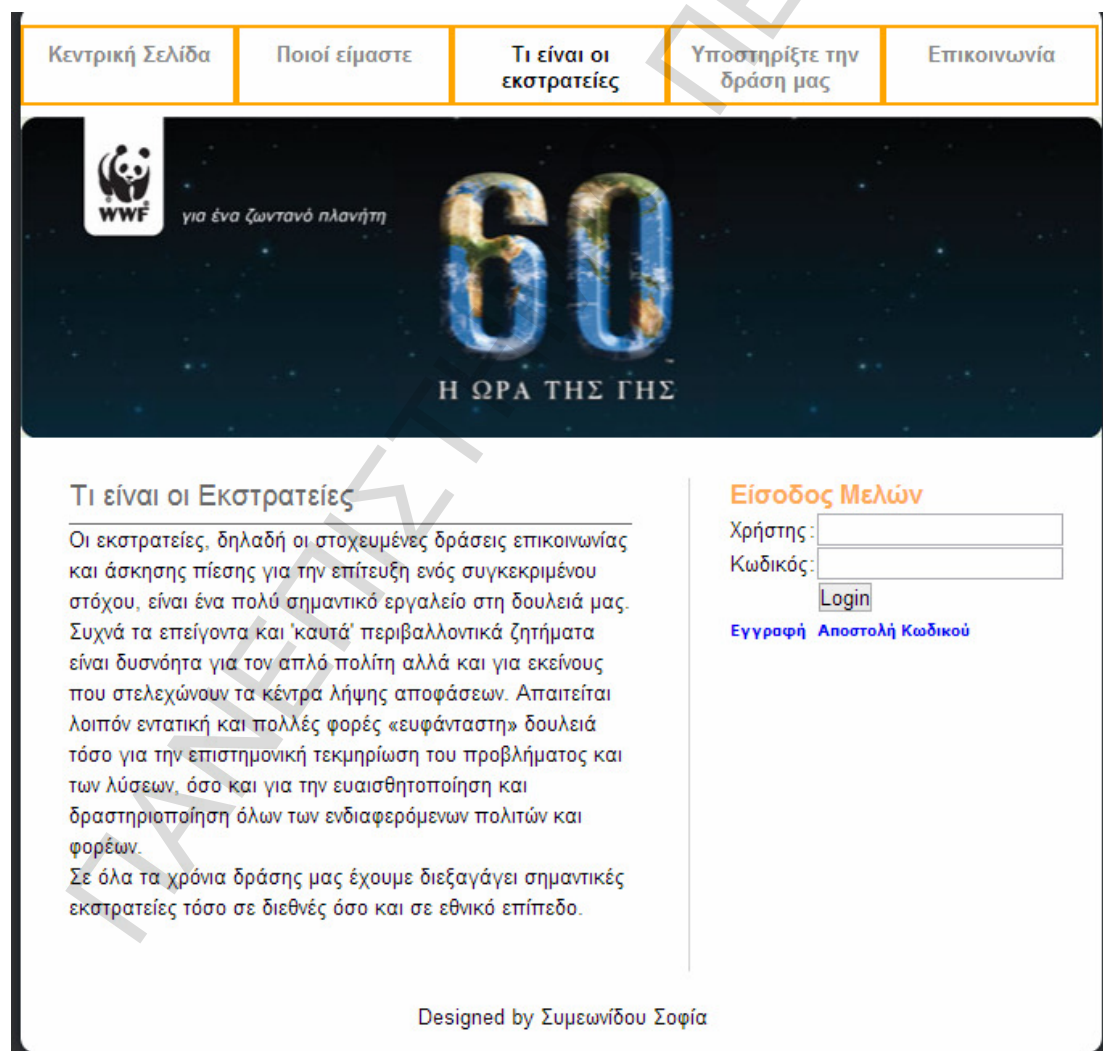 Κεντρική Σελίδα
Ποιοί είμαστε
Τι είναι οι
εκστρατείες
Υποστηρίξτε την
δράση μας
Επικοινωνία
WWF
για ένα ζωντανό πλανήτη
60
™
Η ΩΡΑ ΤΗΣ ΓΗΣ
Τι είναι οι Εκστρατείες
Οι εκστρατείες, δηλαδή οι στοχευμένες δράσεις επικοινωνίας
και άσκησης πίεσης για την επίτευξη ενός συγκεκριμένου
στόχου, είναι ένα πολύ σημαντικό εργαλείο στη δουλειά μας.
Συχνά τα επείγοντα και 'καυτά' περιβαλλοντικά ζητήματα
είναι δυσνόητα για τον απλό πολίτη αλλά και για εκείνους
που στελεχώνουν τα κέντρα λήψης αποφάσεων. Απαιτείται
λοιπόν εντατική και πολλές φορές «ευφάνταστη» δουλειά
τόσο για την επιστημονική τεκμηρίωση του προβλήματος και
των λύσεων, όσο και για την ευαισθητοποίηση και
δραστηριοποίηση όλων των ενδιαφερόμενων πολιτών και
φορέων.
Σε όλα τα χρόνια δράσης μας έχουμε διεξαγάγει σημαντικές
εκστρατείες τόσο σε διεθνές όσο και σε εθνικό επίπεδο.
Είσοδος Μελών
Χρήστης:
Κωδικός:
Login
Εγγραφή Αποστολή Κωδικού
Designed by Συμεωνίδου Σοφία